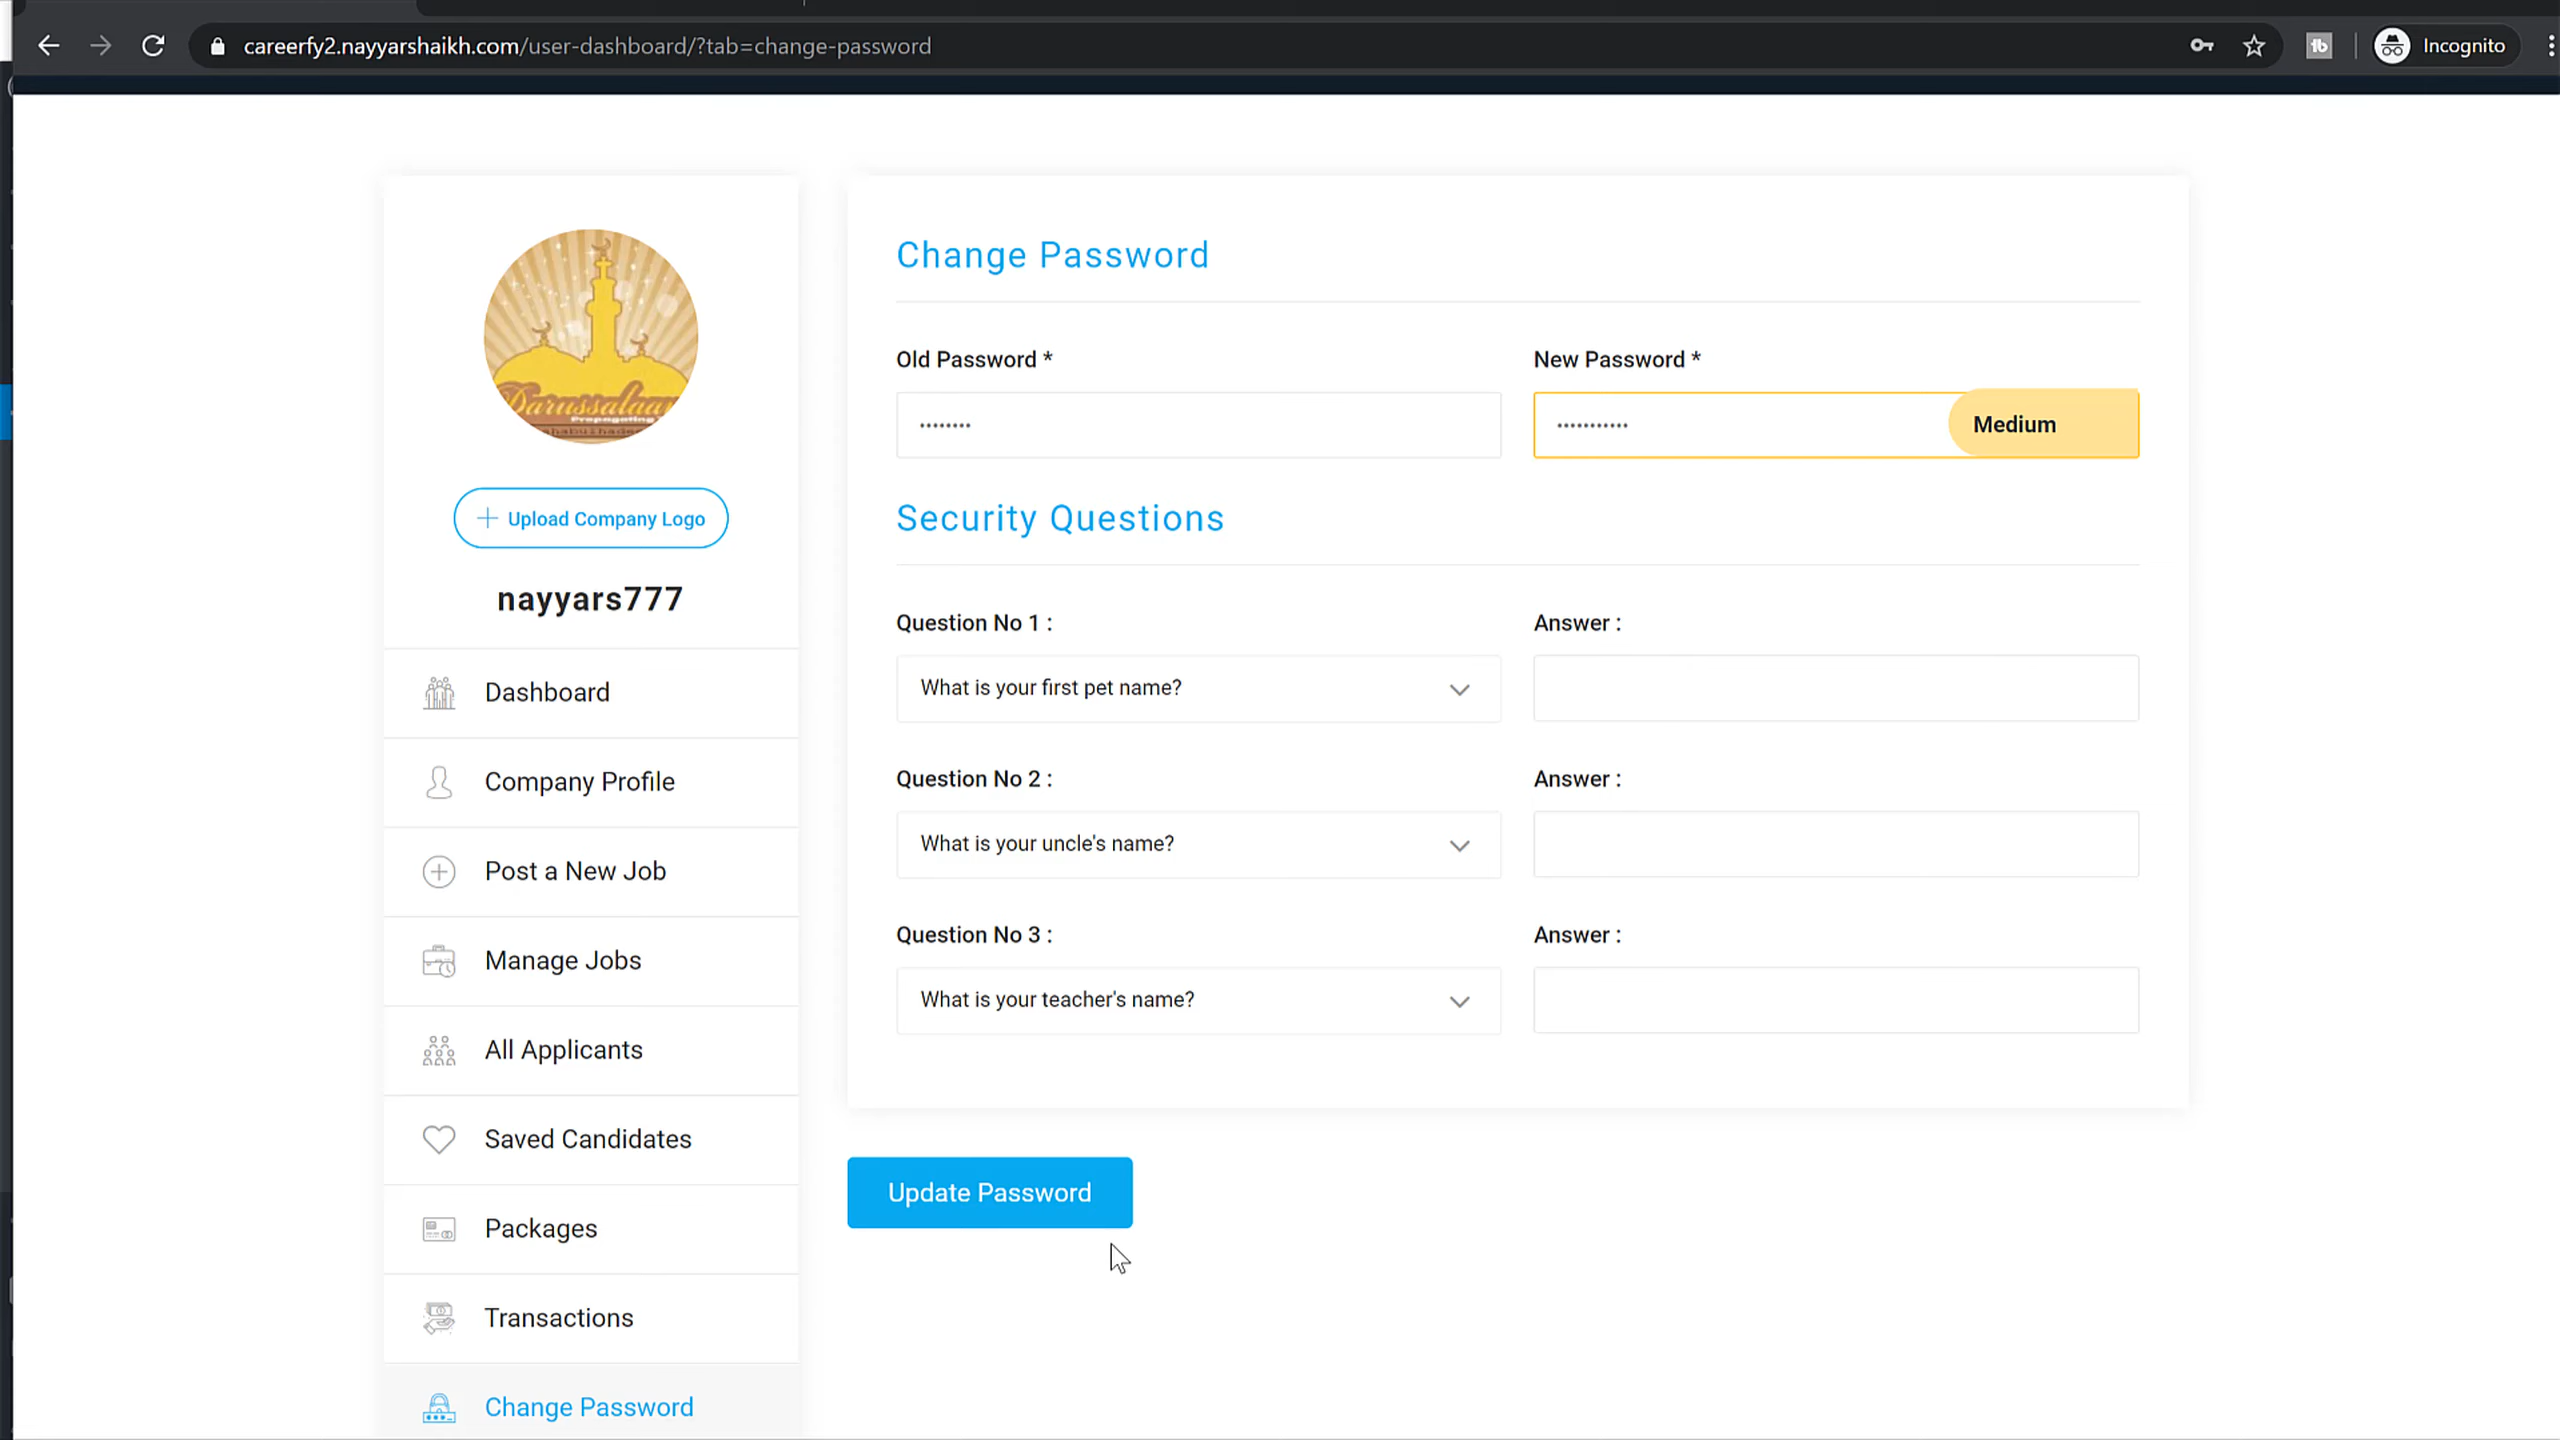 careerfy2.nayyarshaikh.com/user-dashboard/?tab=change-password
Incognito
Darussalaam
Upload Company Logo
nayyars777
Dashboard
Company Profile
Post a New Job
Manage Jobs
All Applicants
Saved Candidates
Packages
Transactions
Change Password
Change Password
Old Password *
New Password *
Medium
Security Questions
Question No 1 :
Answer :
What is your first pet name?
Question No 2 :
Answer :
What is your uncle's name?
Question No 3 :
Answer :
What is your teacher's name?
Update Password